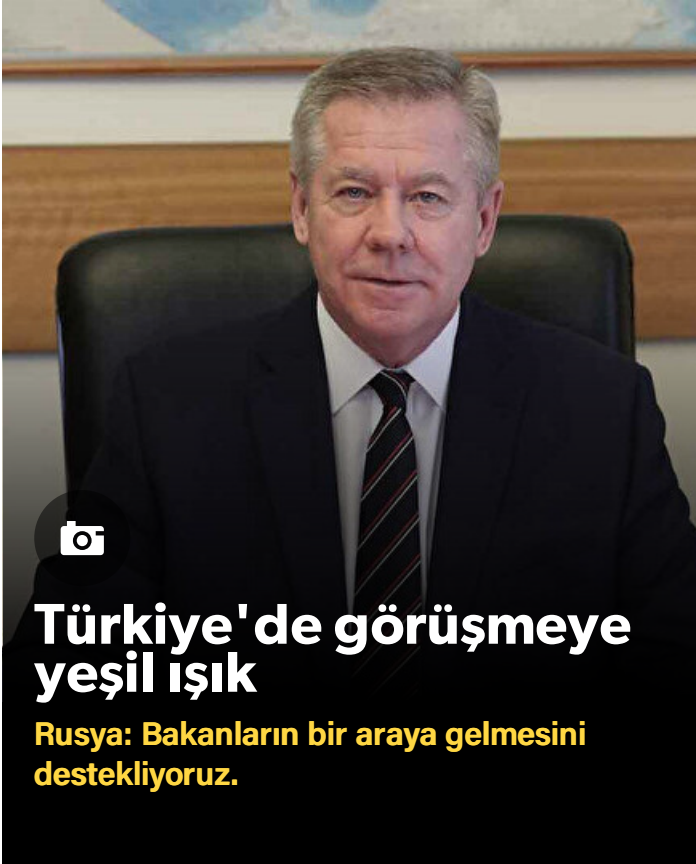 Türkiye'de görüşmeye
yeşil ışık
Rusya: Bakanların bir araya gelmesini
destekliyoruz.